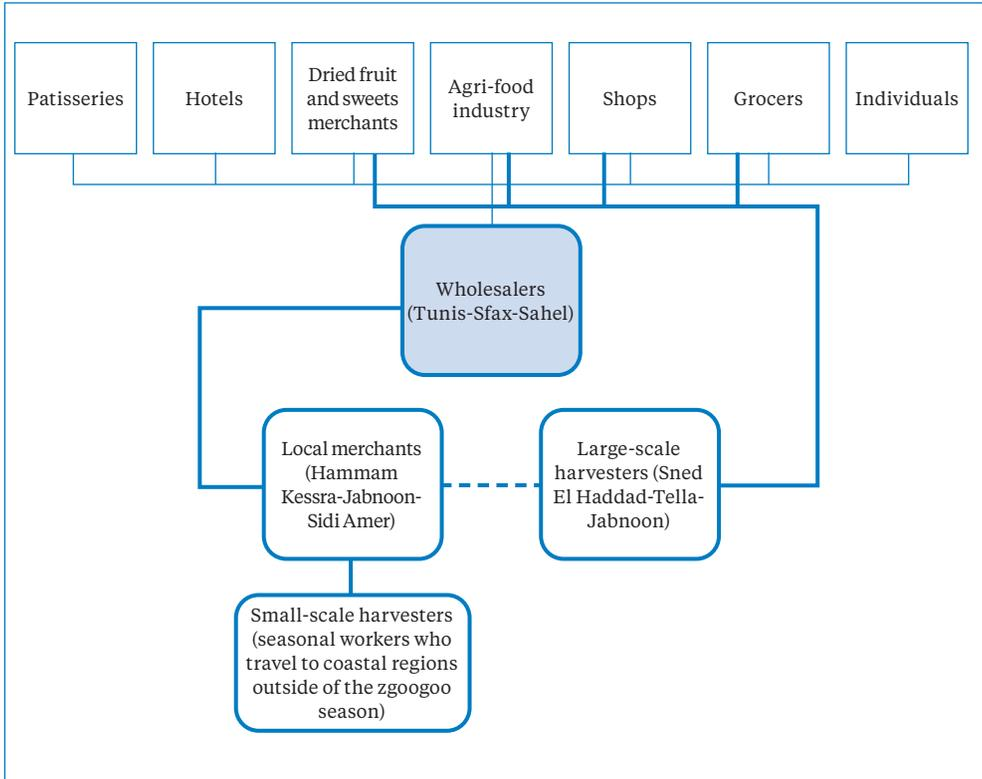 Patisseries
Hotels
Dried fruit
and sweets
merchants
Agri-food
industry
Shops
Grocers
Individuals
Wholesalers
(Tunis-Sfax-Sahel)
Local merchants
(Hammam
Kessra-Jabnoon-
Sidi Amer)
Large-scale
harvesters (Sned
El Haddad-Tella-
Jabnoon)
Small-scale harvesters
(seasonal workers who
travel to coastal regions
outside of the zgoogoo
season)